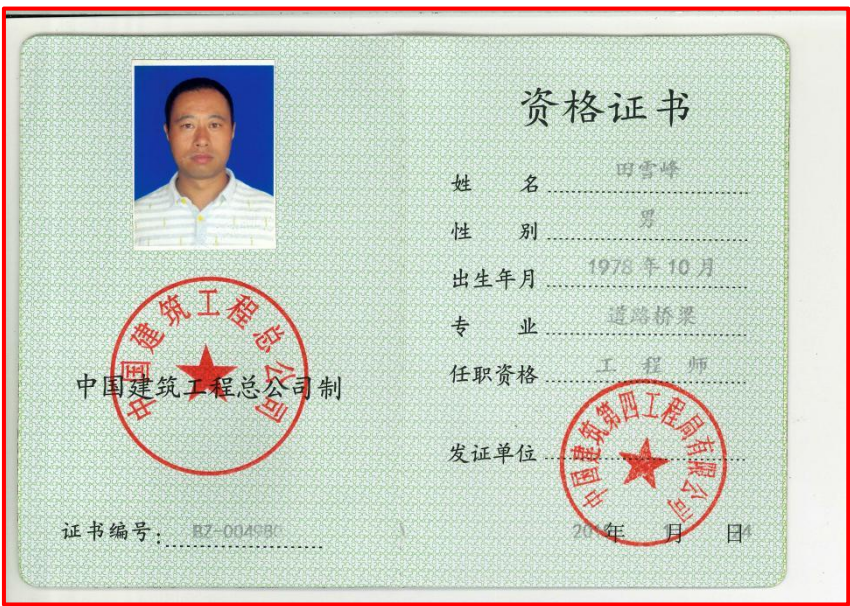 中国建筑工程总公司
中国建筑工程总公司制
证书编号:
资格证书
姓 名 田雪峰
性 别 男
出生年月 1978 年 10 月
专 业 道路桥梁
任职资格 工 程 师
发证单位
中国建筑第四工程局有限公司
年 月 日